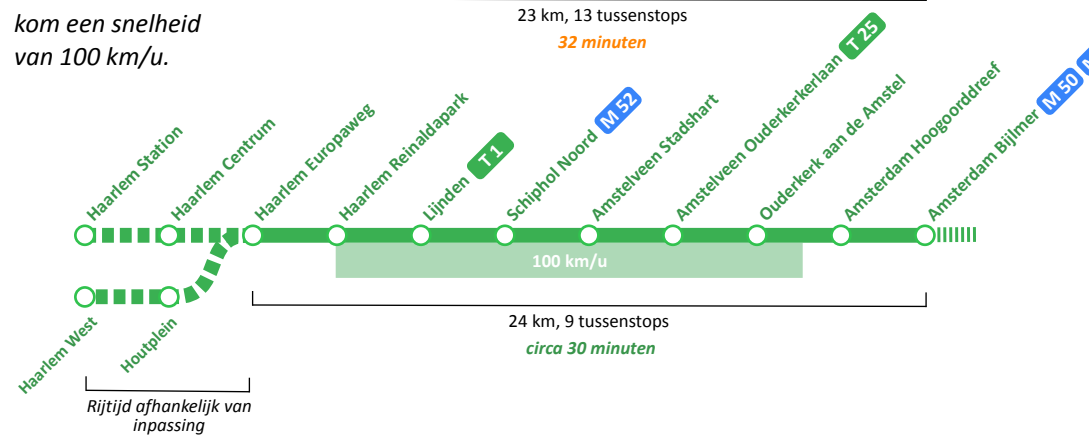 kom een snelheid
van 100 km/u.
23 km, 13 tussenstops
32 minuten
Haarlem Station
Haarlem Centrum
Haarlem Europaweg
Haarlem Reinaldapark
Lijnden T 1
Schiphol Noord M 52
Amstelveen Stadshart
Amstelveen Ouderkerkerlaan T 25
Ouderkerk aan de Amstel
Amsterdam Hoogoorddreef
Amsterdam Bijlmer M 50 M
100 km/u
Haarlem West
Houtplein
24 km, 9 tussenstops
circa 30 minuten
Rijtijd afhankelijk van
inpassing